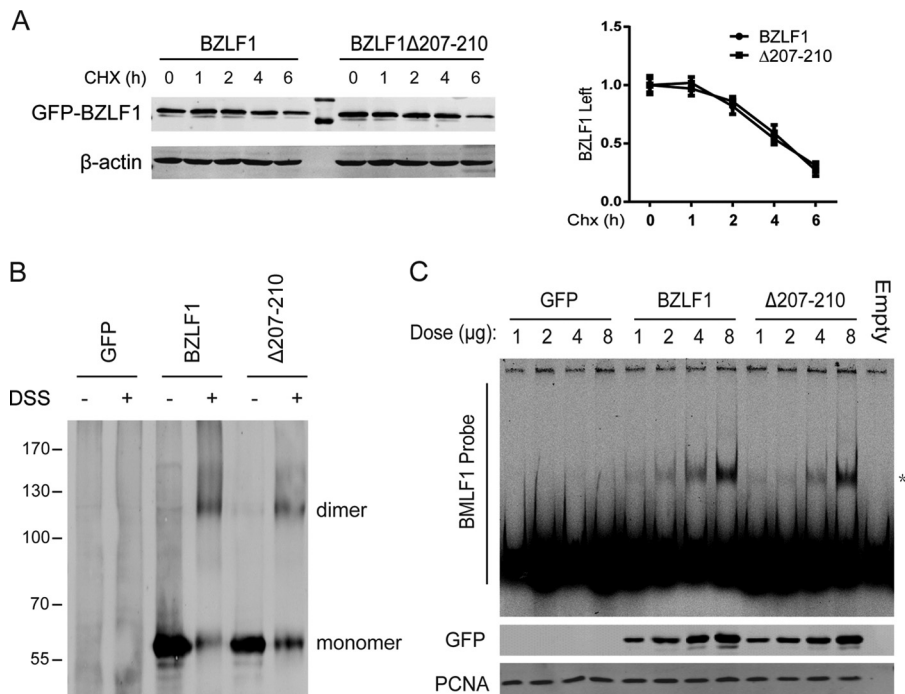 A
BZLF1 BZLF1Δ207-210
CHX (h) 0 1 2 4 6 0 1 2 4 6
GFP-BZLF1
β-actin
BZLF1
Δ207-210
1.5
1.0
0.5
0.0
BZLF1 Left
Chx (h) 0 1 2 4 6
B
GFP BZLF1 Δ207-210
DSS - + - + - +
170
130
100
70
55
dimer
monomer
C
GFP BZLF1 Δ207-210 Empty
Dose (μg): 1 2 4 8 1 2 4 8 1 2 4 8
BMLF1 Probe
*
GFP
PCNA